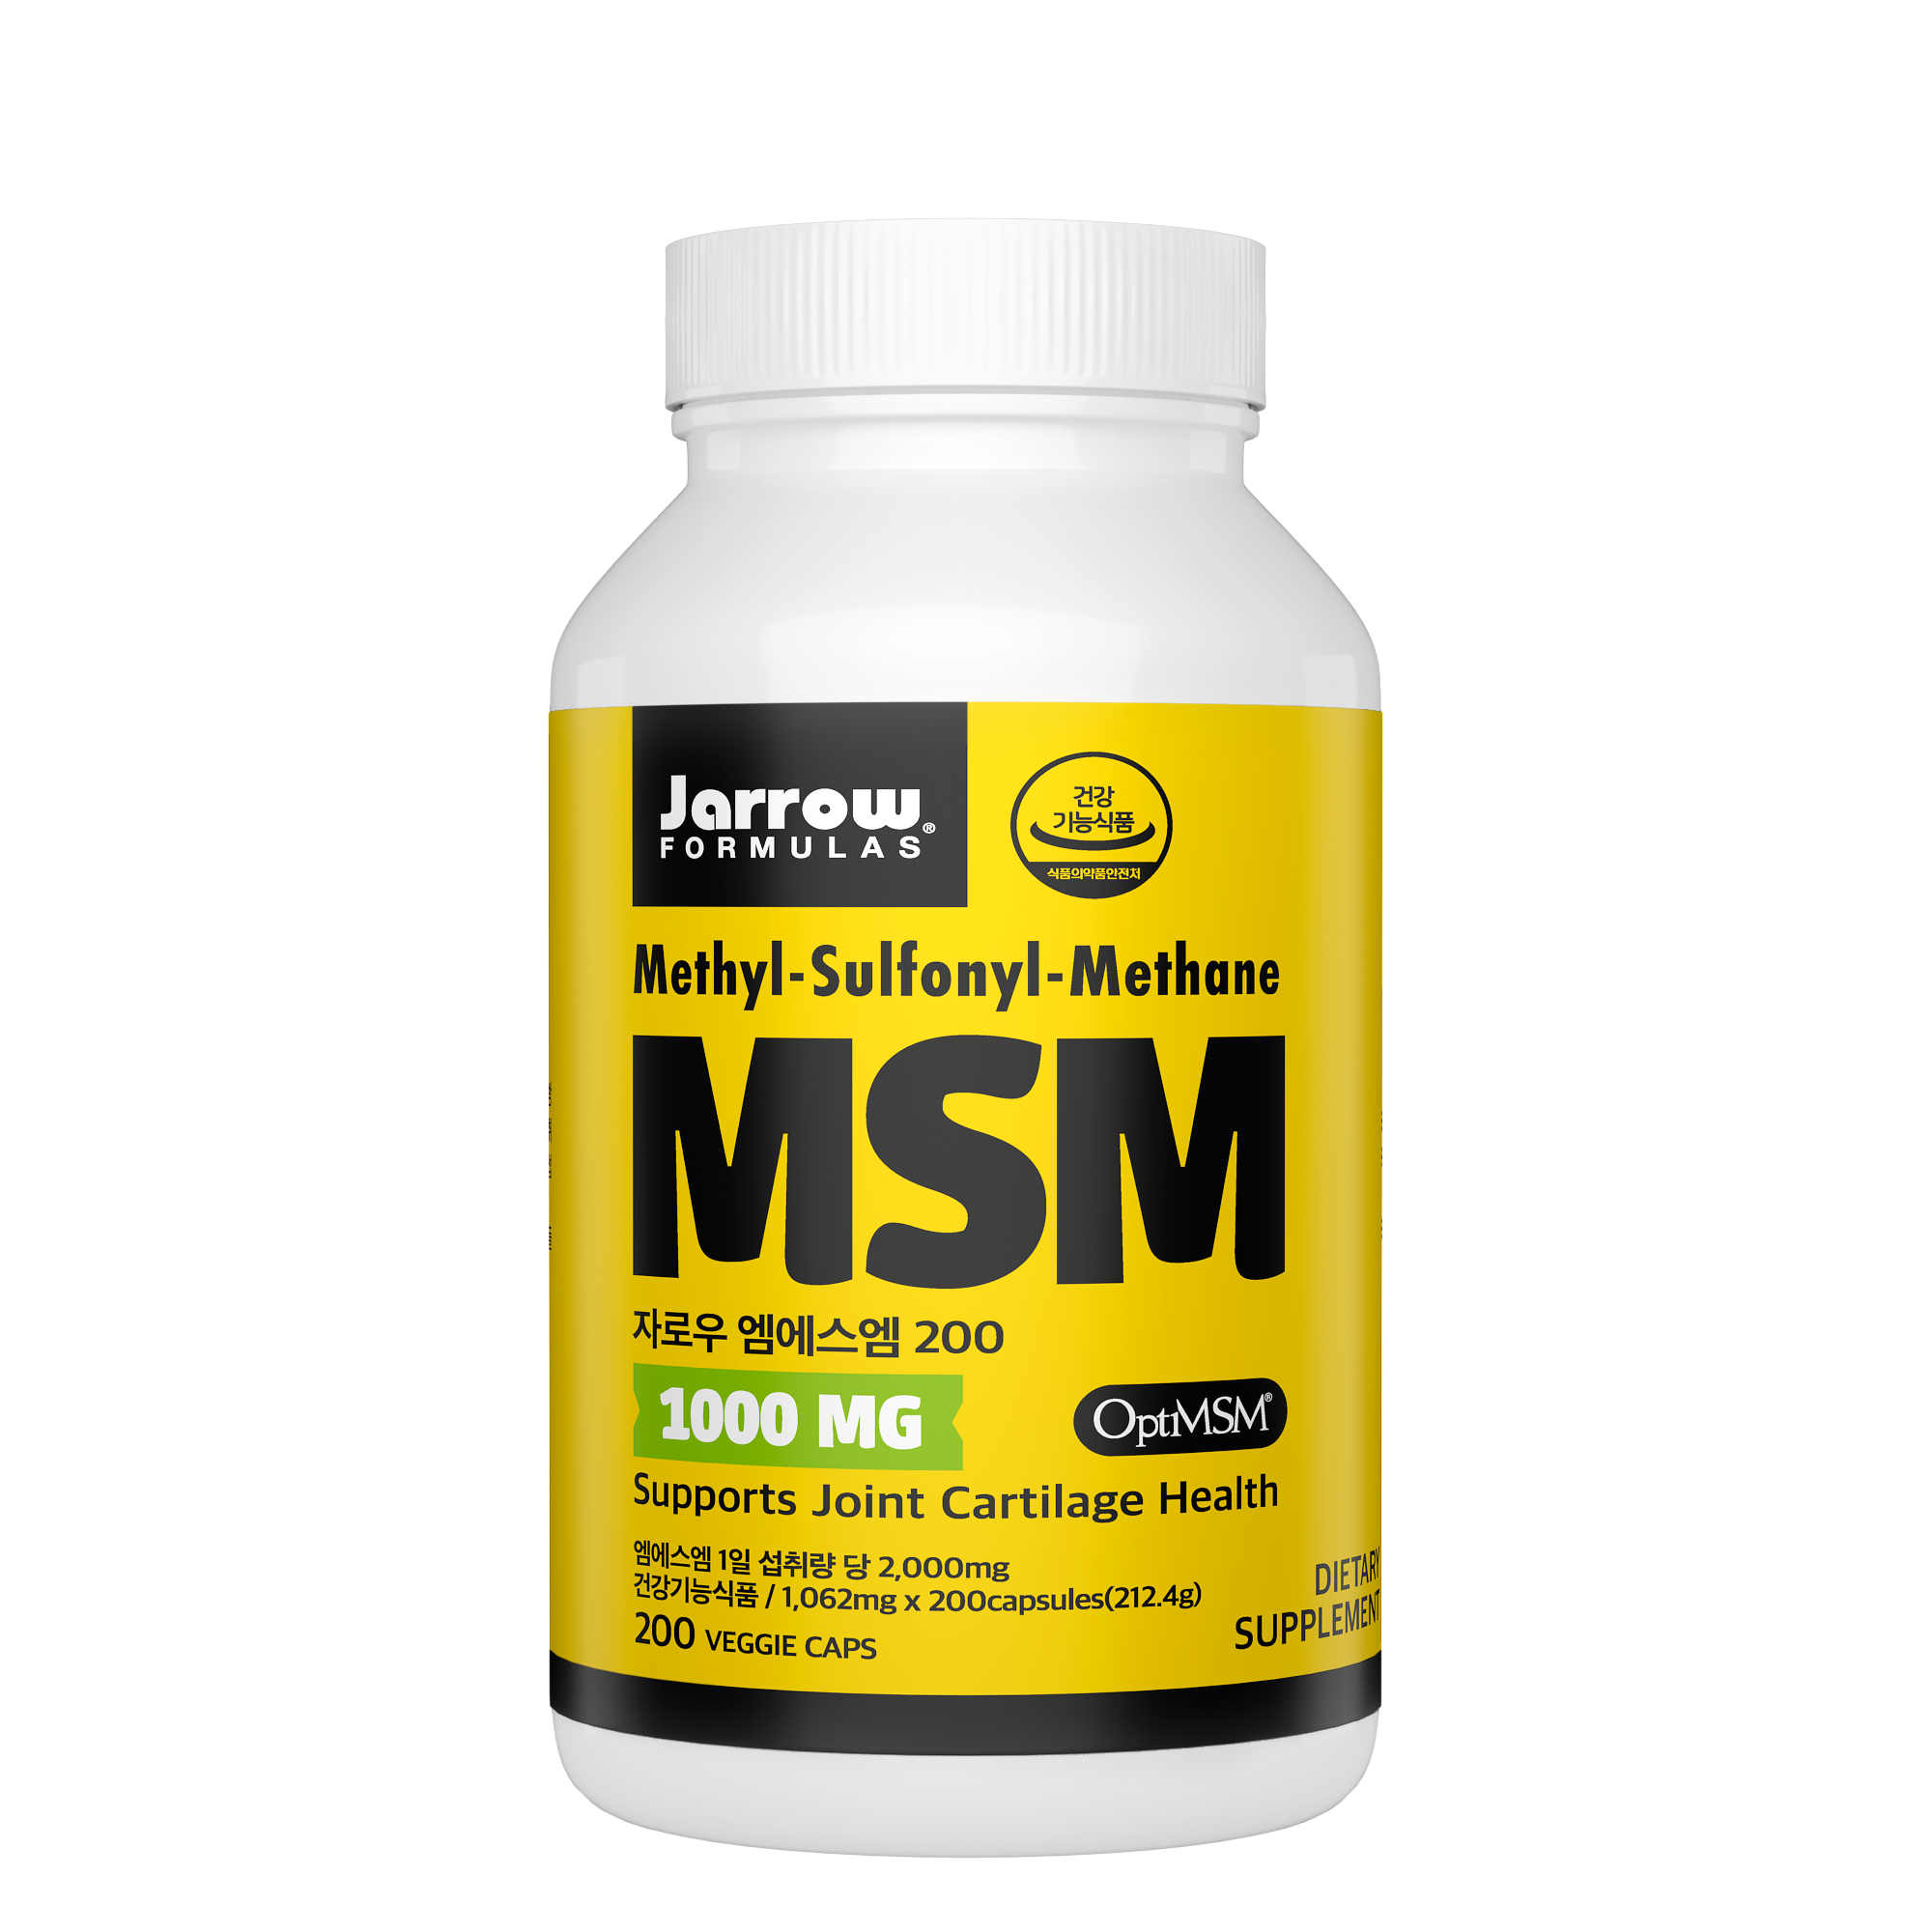 Jarrow®
FORMULAS
건강
기능식품
식품의약품안전처
Methyl-Sulfonyl-Methane
MSM
자로우 엠에스엠 200
1000 MG
OptiMSM®
Supports Joint Cartilage Health
엠에스엠 1일 섭취량 당 2,000mg
건강기능식품 / 1,062mg x 200capsules(212.4g)
200 VEGGIE CAPS
DIETARY
SUPPLEMENT